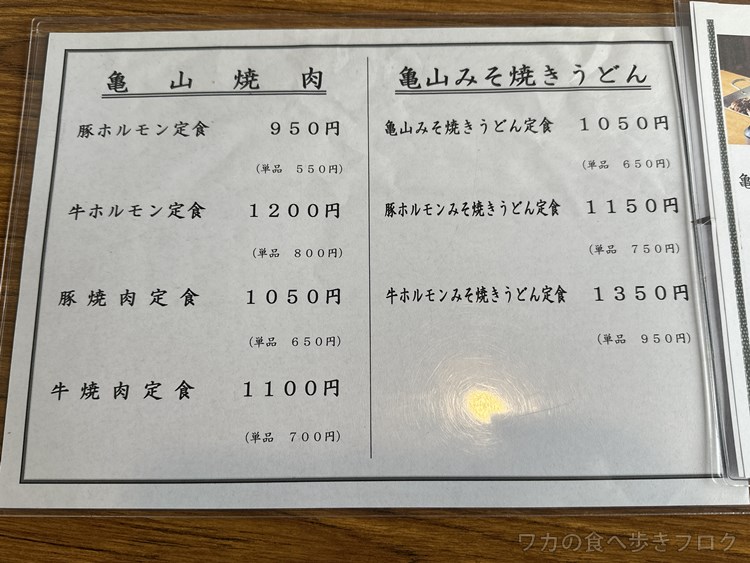 亀山焼肉
豚ホルモン定食 950円
(単品 550円)
牛ホルモン定食 1200円
(単品 800円)
豚焼肉定食 1050円
(単品 650円)
牛焼肉定食 1100円
(単品 700円)
亀山みそ焼きうどん
亀山みそ焼きうどん定食 1050円
(単品 650円)
豚ホルモンみそ焼きうどん定食 1150円
(単品 750円)
牛ホルモンみそ焼きうどん定食 1350円
(単品 950円)
亀
ワカの食べ歩きブログ